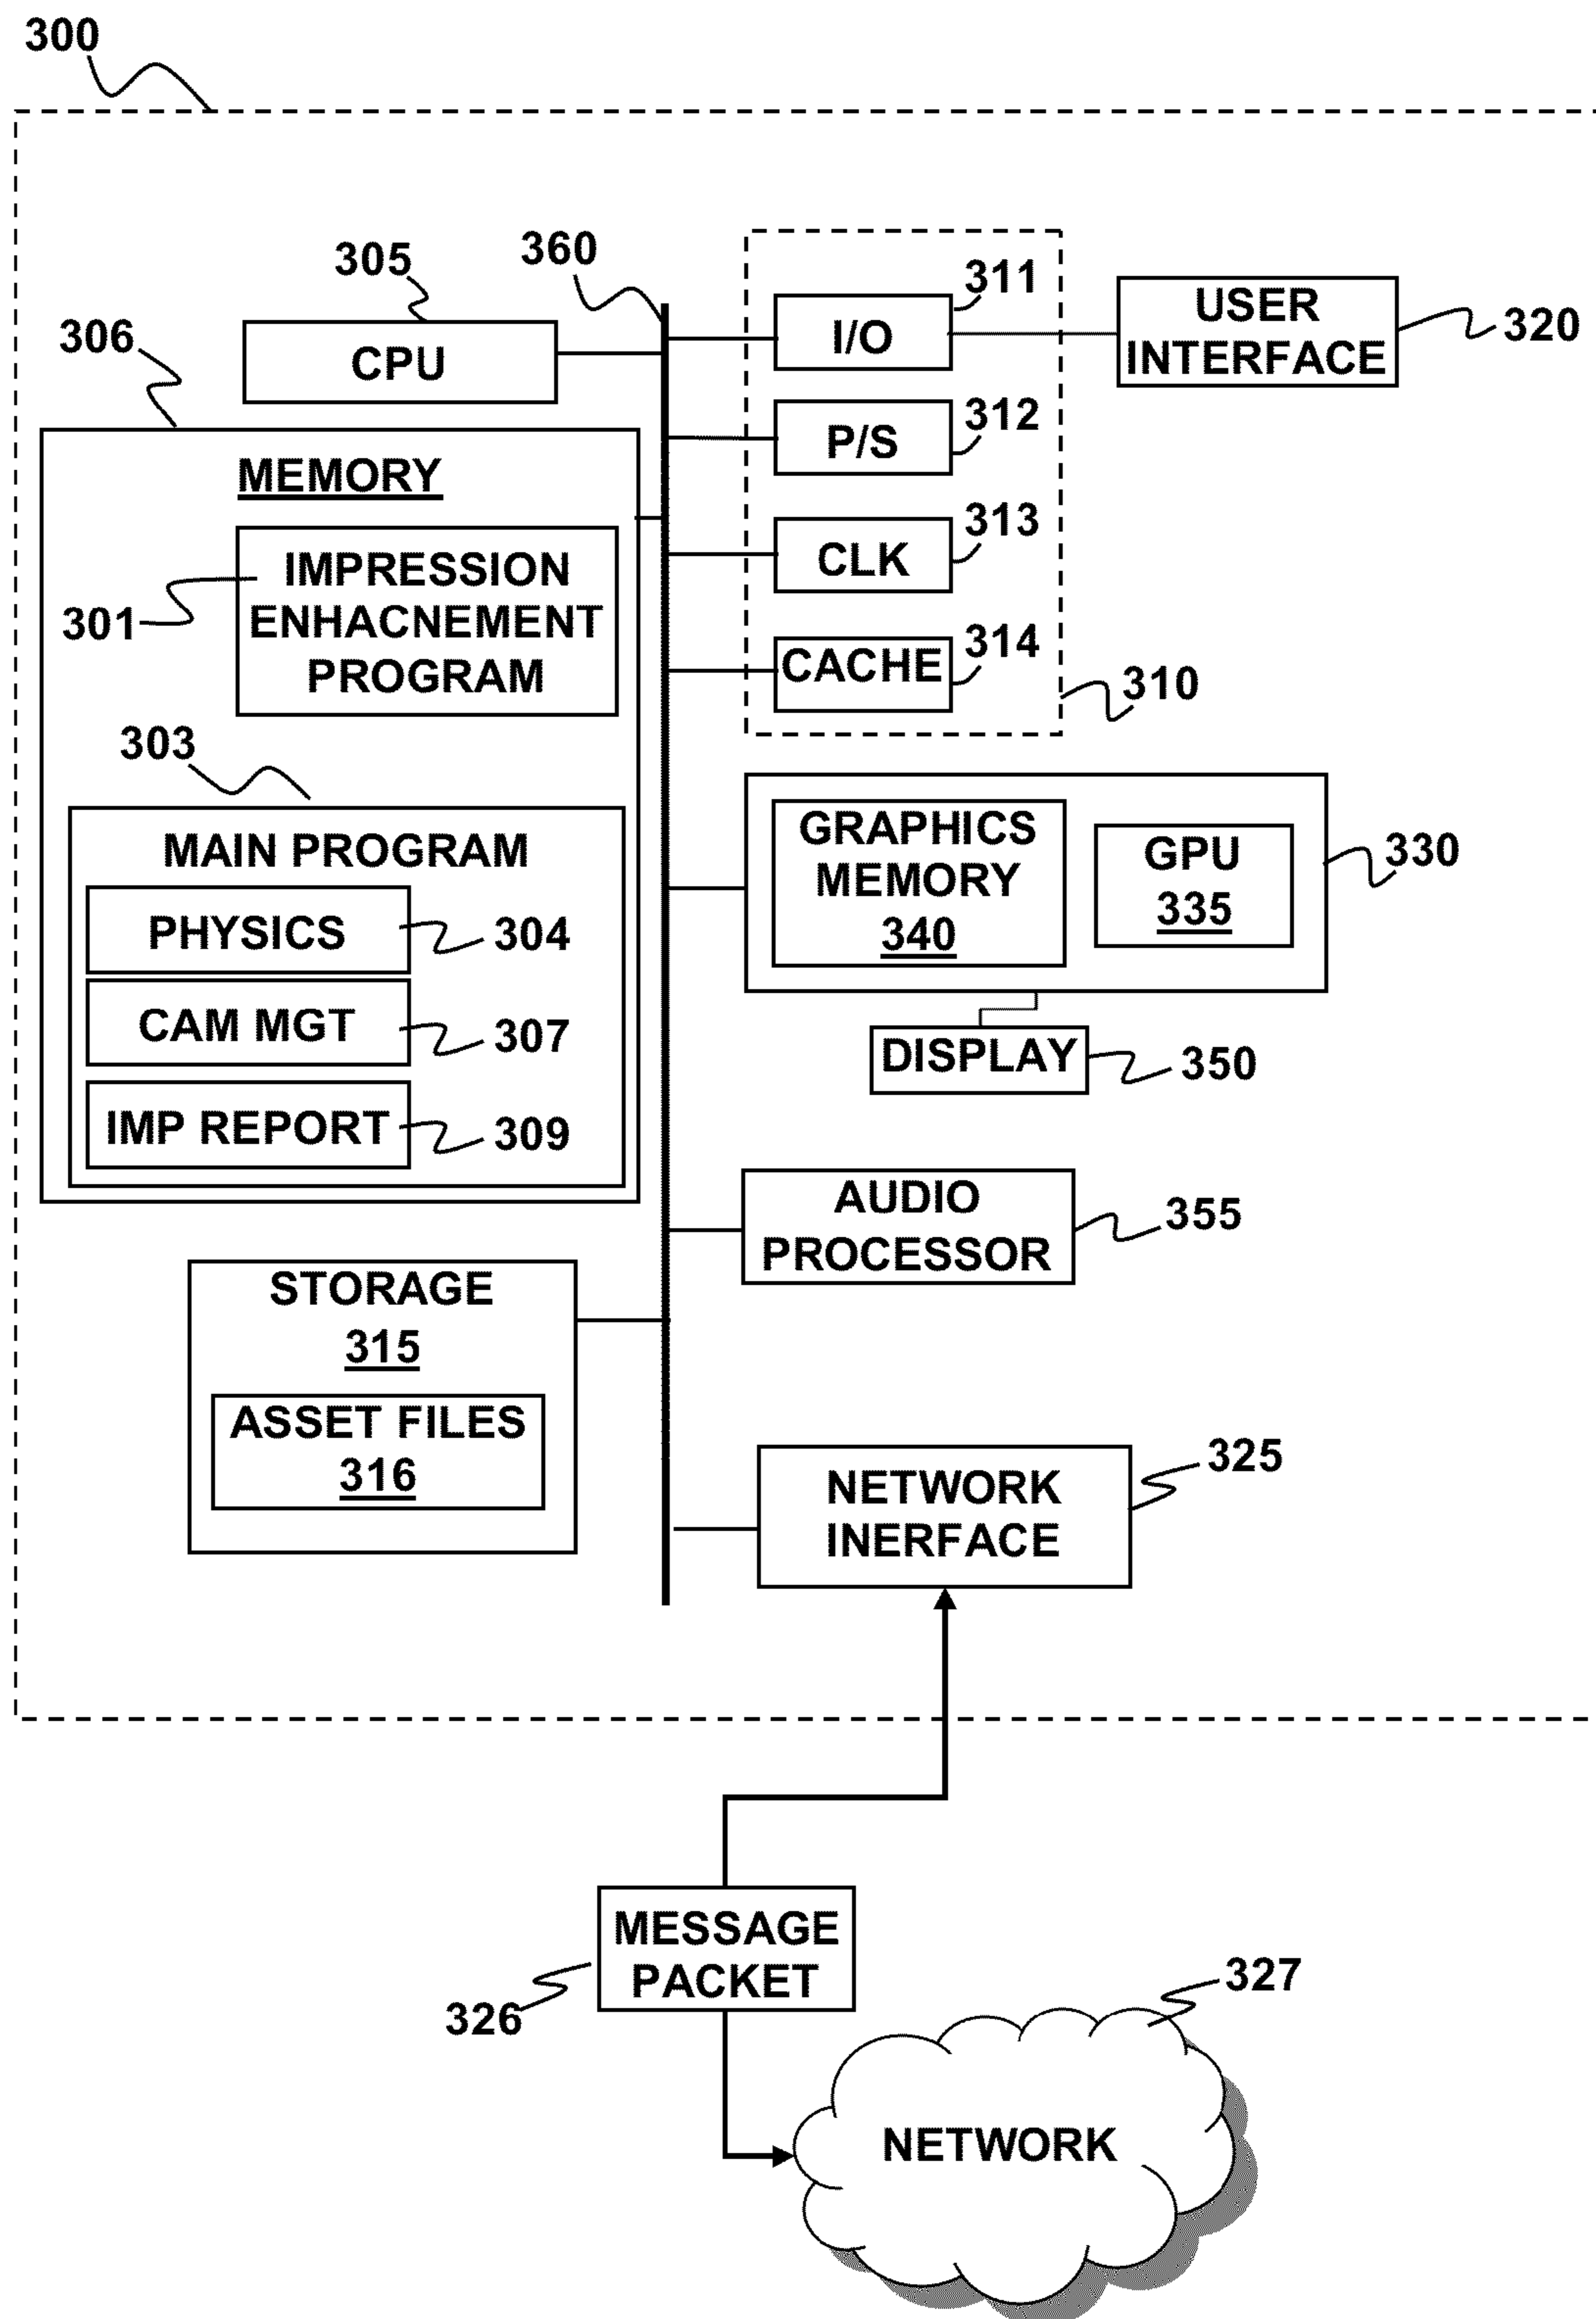 300
305
360
311
306
CPU
I/O
USER
INTERFACE
320
312
P/S
MEMORY
313
CLK
IMPRESSION
ENHACNEMENT
PROGRAM
301
314
CACHE
310
303
MAIN PROGRAM
GRAPHICS
MEMORY
340
GPU
335
330
PHYSICS
304
CAM MGT
307
DISPLAY
350
IMP REPORT
309
AUDIO
PROCESSOR
355
STORAGE
315
ASSET FILES
316
NETWORK
INERFACE
325
MESSAGE
PACKET
326
327
NETWORK